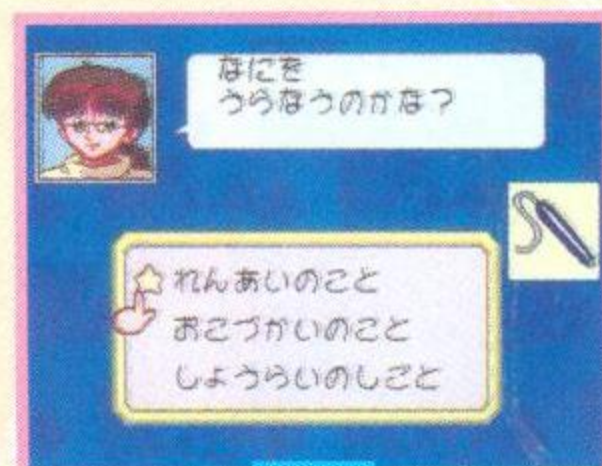 なにを
うらなうのかな？
れんあいのこと
おこづかいのこと
しょうらいのしごと